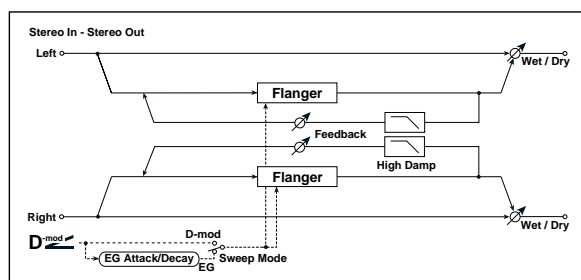 Stereo In - Stereo Out
Left
Wet / Dry
Flanger
Feedback
High Damp
Flanger
Right
Wet / Dry
D-mod
D-mod
EG Attack/Decay
EG
Sweep Mode